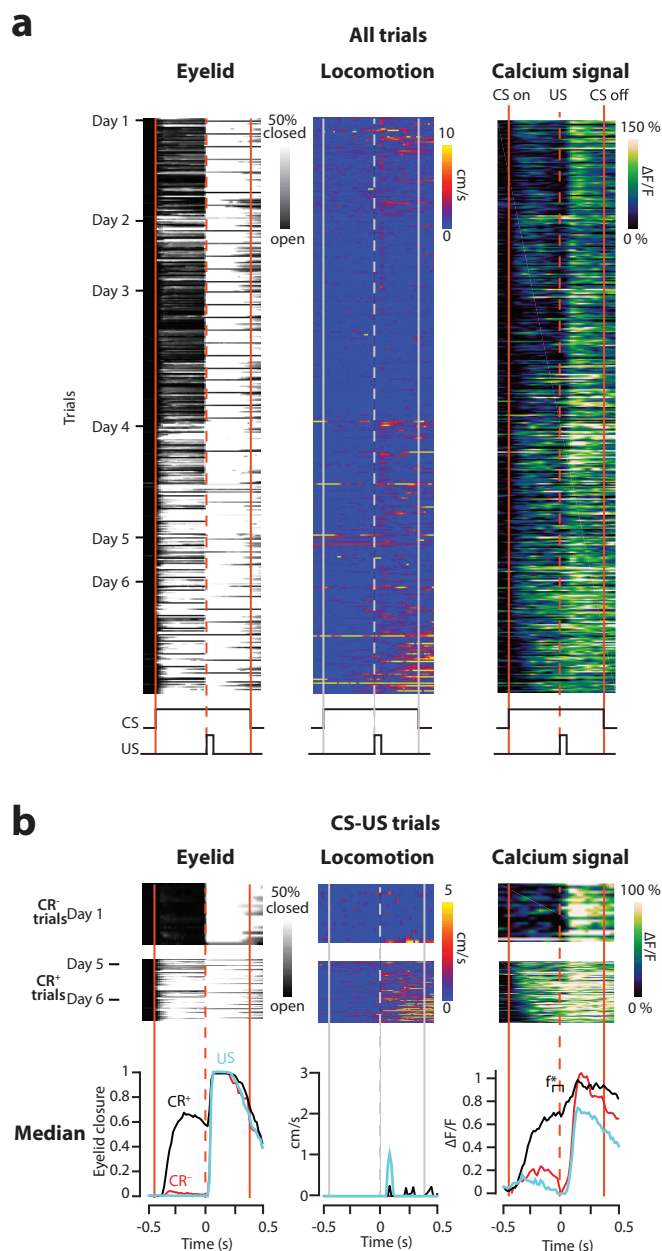 a
All trials
Eyelid
Locomotion
Calcium signal
CS on
US
CS off
50%
closed
open
10
cm/s
0
150 %
ΔF/F
0 %
Day 1
Day 2
Day 3
Day 4
Day 5
Day 6
Trials
CS
US
b
CS-US trials
Eyelid
Locomotion
Calcium signal
CR-
trials
Day 1
CR+
trials
Day 5
Day 6
50%
closed
open
5
cm/s
0
100 %
ΔF/F
0 %
Median
Eyelid closure
1
0.8
0.6
0.4
0.2
0
CR+
CR-
US
-0.5
0
0.5
Time (s)
cm/s
3
2
1
0
-0.5
0
0.5
Time (s)
ΔF/F
1
0.8
0.6
0.4
0.2
0
f*
-0.5
0
0.5
Time (s)